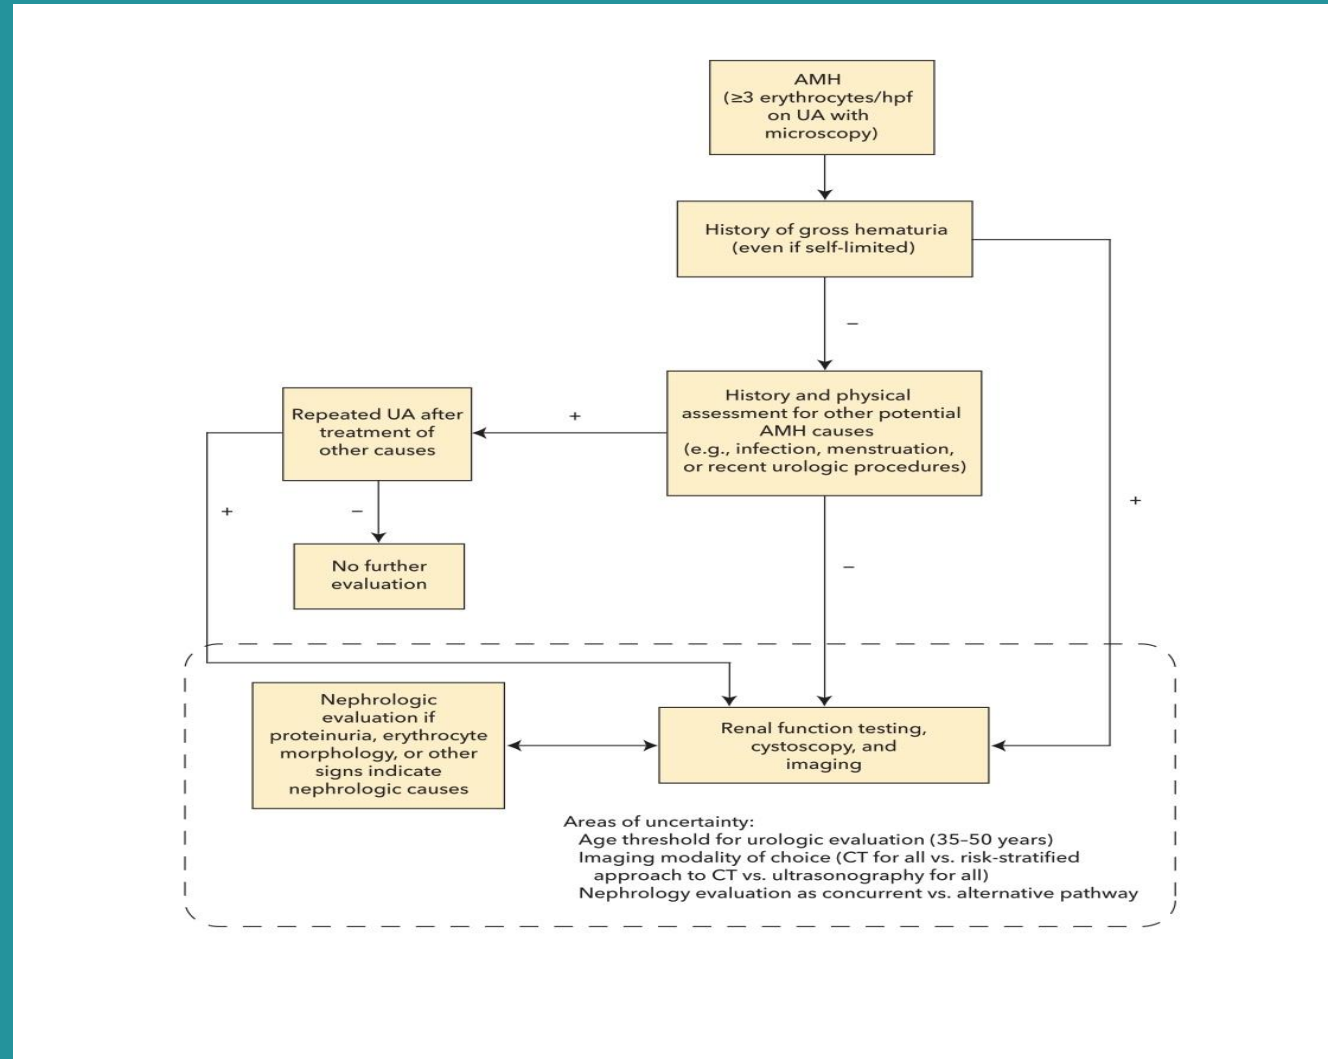 AMH
(≥3 erythrocytes/hpf
on UA with
microscopy)
History of gross hematuria
(even if self-limited)
−
+
History and physical
assessment for other potential
AMH causes
(e.g., infection, menstruation,
or recent urologic procedures)
+
Repeated UA after
treatment of
other causes
+
−
No further
evaluation
−
Nephrologic
evaluation if
proteinuria, erythrocyte
morphology, or other
signs indicate
nephrologic causes
Renal function testing,
cystoscopy, and
imaging
Areas of uncertainty:
Age threshold for urologic evaluation (35–50 years)
Imaging modality of choice (CT for all vs. risk-stratified
approach to CT vs. ultrasonography for all)
Nephrology evaluation as concurrent vs. alternative pathway